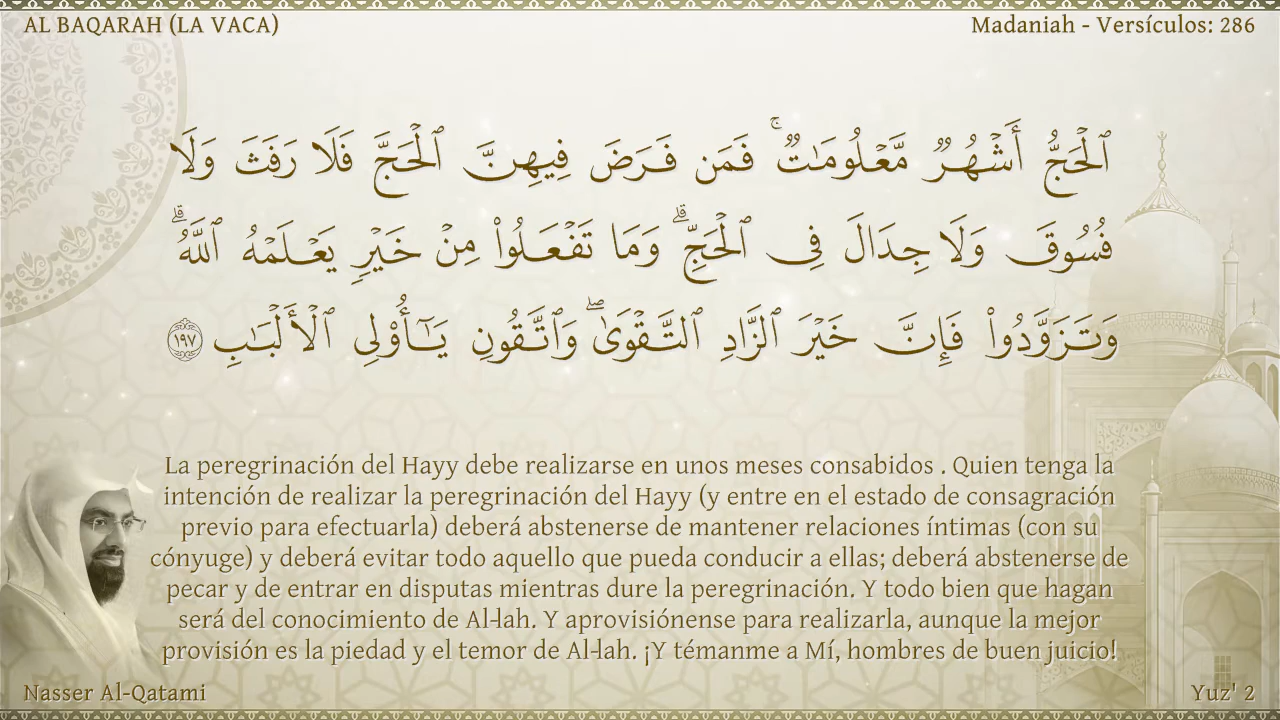 AL BAQARAH (LA VACA)
Madaniah - Versículos: 286
ٱلْحَجُّ أَشْهُرٌ مَّعْلُومَٰتٌ ۚ فَمَن فَرَضَ فِيهِنَّ ٱلْحَجَّ فَلَا رَفَثَ وَلَا
فُسُوقَ وَلَا جِدَالَ فِى ٱلْحَجِّ ۗ وَمَا تَفْعَلُوا۟ مِنْ خَيْرٍ يَعْلَمْهُ ٱللَّهُ ۗ
وَتَزَوَّدُوا۟ فَإِنَّ خَيْرَ ٱلزَّادِ ٱلتَّقْوَىٰ ۖ وَٱتَّقُونِ يَٰٓأُو۟لِى ٱلْأَلْبَٰبِ ١٩٧
La peregrinación del Hayy debe realizarse en unos meses consabidos . Quien tenga la
intención de realizar la peregrinación del Hayy (y entre en el estado de consagración
previo para efectuarla) deberá abstenerse de mantener relaciones íntimas (con su
cónyuge) y deberá evitar todo aquello que pueda conducir a ellas; deberá abstenerse de
pecar y de entrar en disputas mientras dure la peregrinación. Y todo bien que hagan
será del conocimiento de Al-lah. Y aprovisiónense para realizarla, aunque la mejor
provisión es la piedad y el temor de Al-lah. ¡Y témanme a Mí, hombres de buen juicio!
Nasser Al-Qatami
Yuz' 2